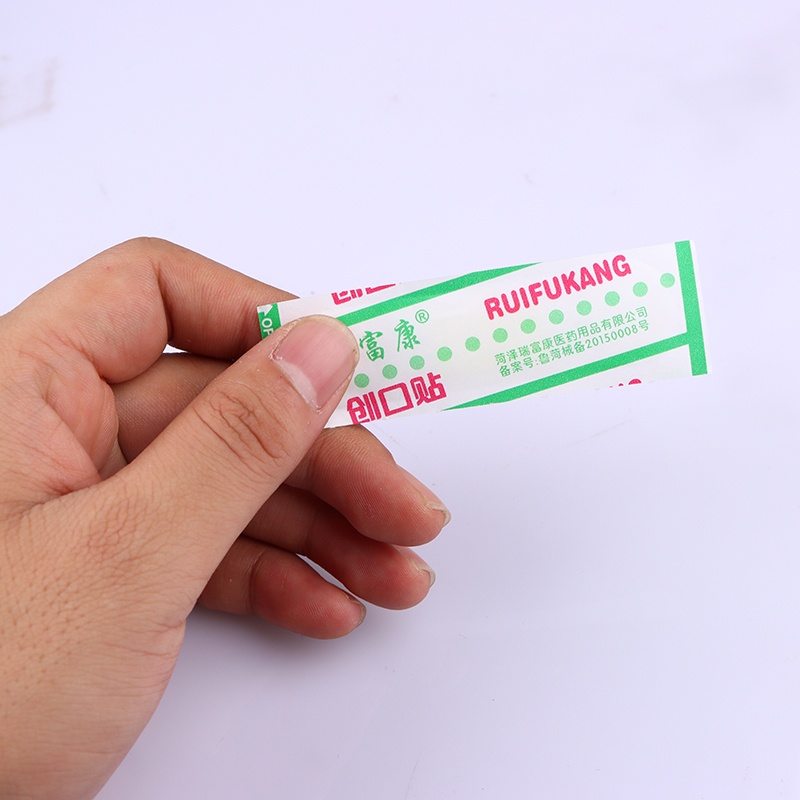 RUIFUKANG
富康®
菏泽瑞富康医药用品有限公司
备案号:鲁菏械备20150008号
创口贴